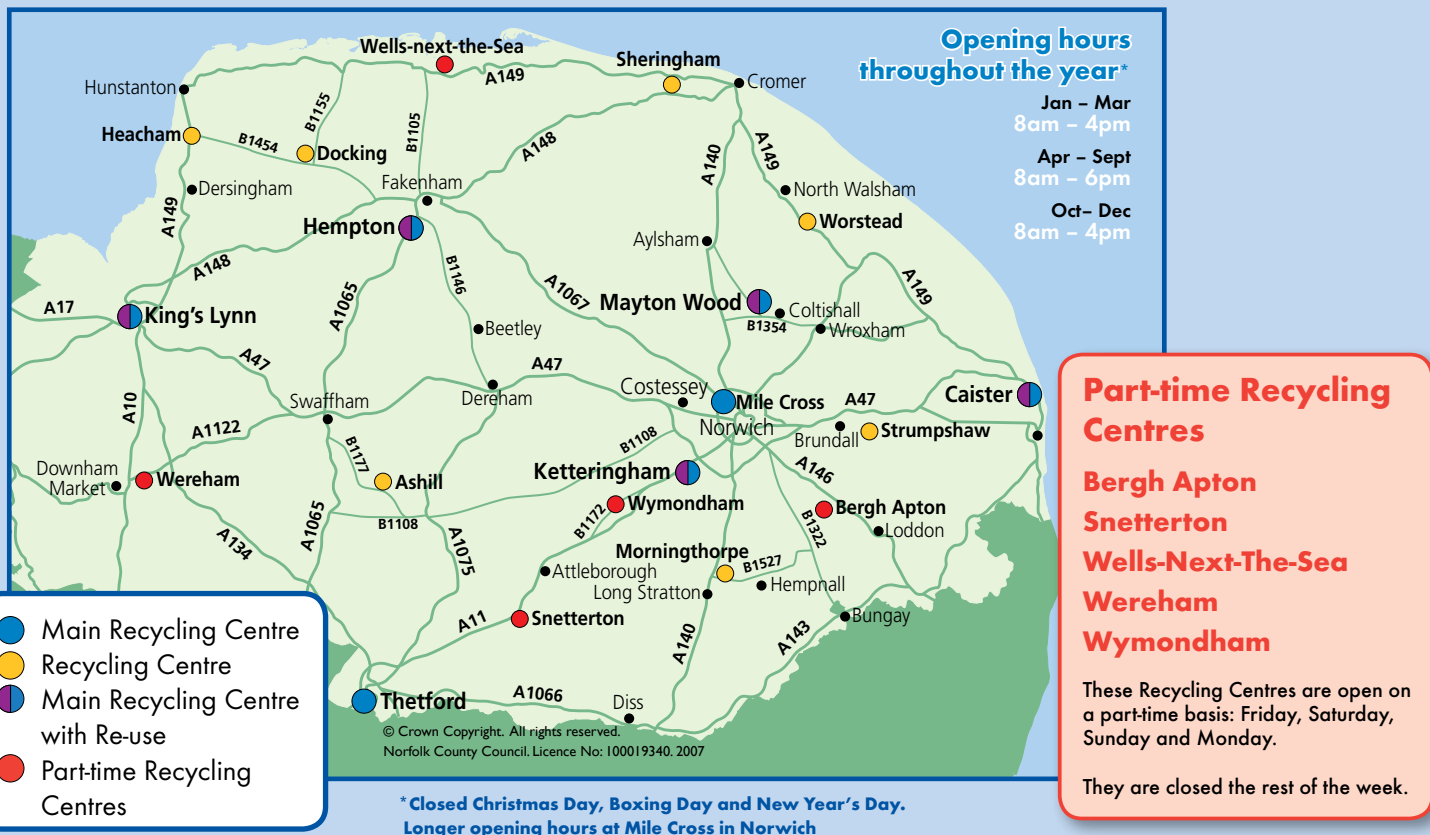 Wells-next-the-Sea
Sheringham
A149
Hunstanton
Cromer
B1155
Heacham
B1454
Docking
B1105
A148
A140
A149
Fakenham
Dersingham
North Walsham
A149
Hempton
Worstead
Aylsham
A148
B1146
A1067
A149
A17
King's Lynn
A1065
Mayton Wood
Coltishall
B1354
Wroxham
Beetley
A47
A47
Costessey
Caister
A10
Swaffham
Dereham
Mile Cross
A47
Norwich
Brundall
Strumpshaw
A1122
B1177
B1108
Downham
Market
Wereham
Ashill
Ketteringham
A146
Wymondham
Bergh Apton
B1172
B1322
B1108
A1065
A134
A1075
Loddon
Morningthorpe
B1527
Attleborough
Long Stratton
Hempnall
Snetterton
A11
Bungay
A140
A143
Thetford
A1066
Diss
© Crown Copyright. All rights reserved.
Norfolk County Council. Licence No: 100019340. 2007
Opening hours
throughout the year*
Jan – Mar
8am – 4pm
Apr – Sept
8am – 6pm
Oct– Dec
8am – 4pm
Main Recycling Centre
Recycling Centre
Main Recycling Centre
with Re-use
Part-time Recycling
Centres
*Closed Christmas Day, Boxing Day and New Year's Day.
Longer opening hours at Mile Cross in Norwich
Part-time Recycling
Centres
Bergh Apton
Snetterton
Wells-Next-The-Sea
Wereham
Wymondham
These Recycling Centres are open on
a part-time basis: Friday, Saturday,
Sunday and Monday.
They are closed the rest of the week.